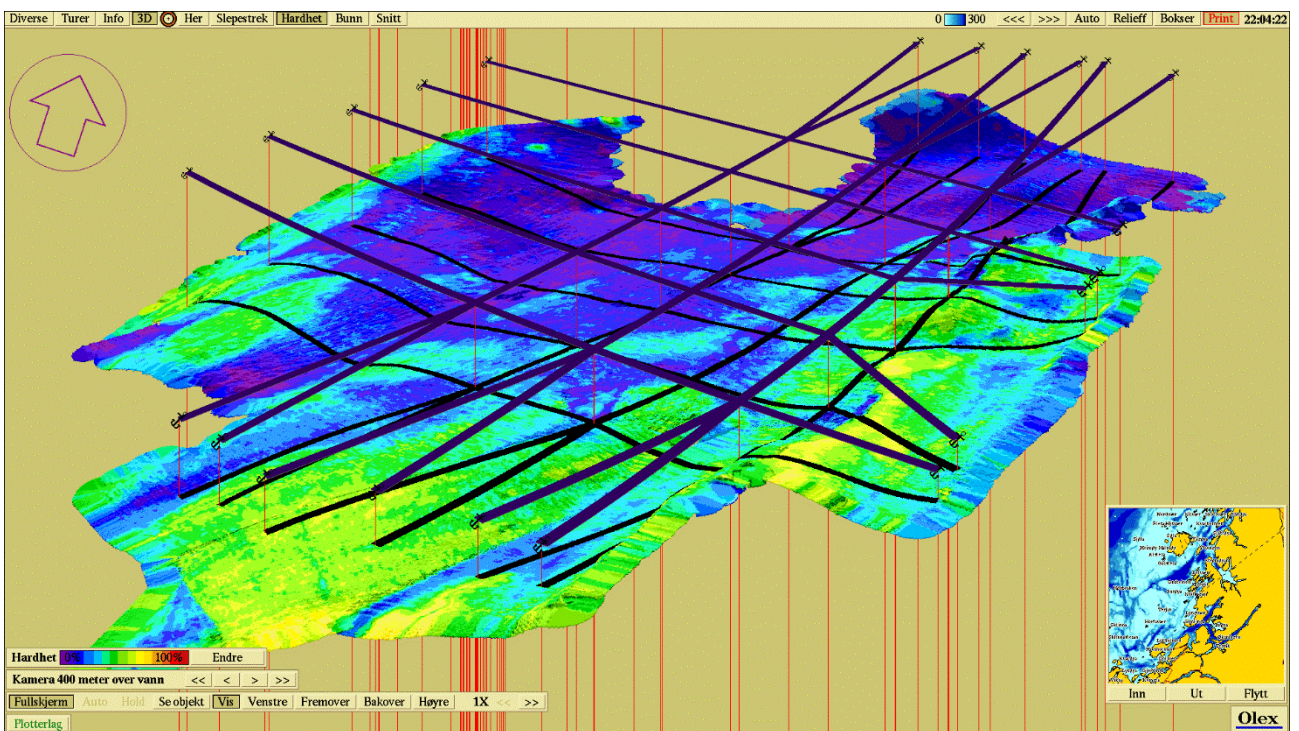 Diverse Turer Info 3D Her Slepestrek Hardhet Bunn Snitt 0 300 <<< >>> Auto Relieff Bokser Print 22:04:22
Hardhet 0% 100% Endre
Kamera 400 meter over vann << < > >>
Inn Ut Flytt
Fullskjerm Auto Hold Se objekt Vis Venstre Fremover Bakover Høyre 1X << >>
Plotterlag
Olex